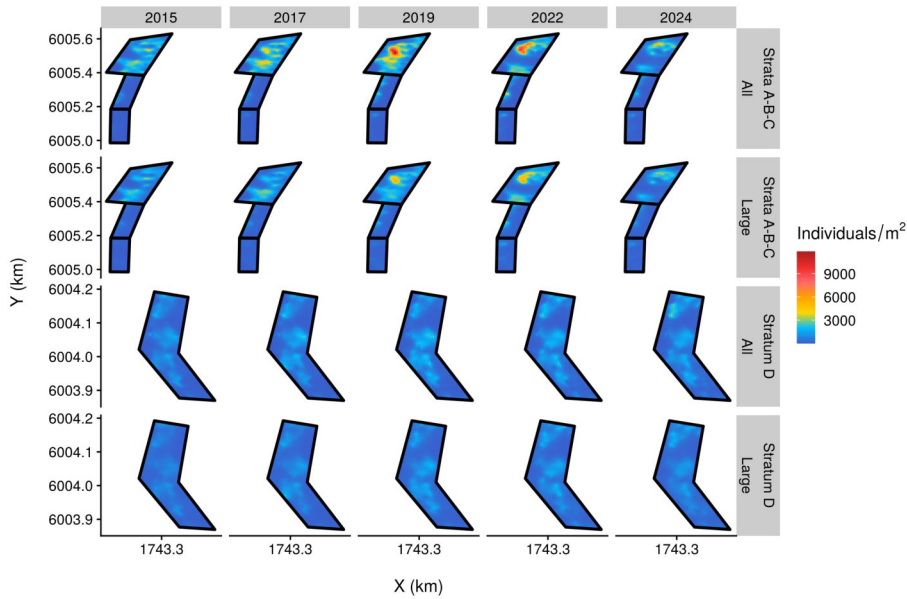 2015 2017 2019 2022 2024
6005.6
6005.4
6005.2
6005.0
Strata A-B-C
All
6005.6
6005.4
6005.2
6005.0
Strata A-B-C
Large
6004.2
6004.1
6004.0
6003.9
Stratum D
All
6004.2
6004.1
6004.0
6003.9
Stratum D
Large
Y (km)
1743.3 1743.3 1743.3 1743.3 1743.3
X (km)
Individuals/m²
9000
6000
3000